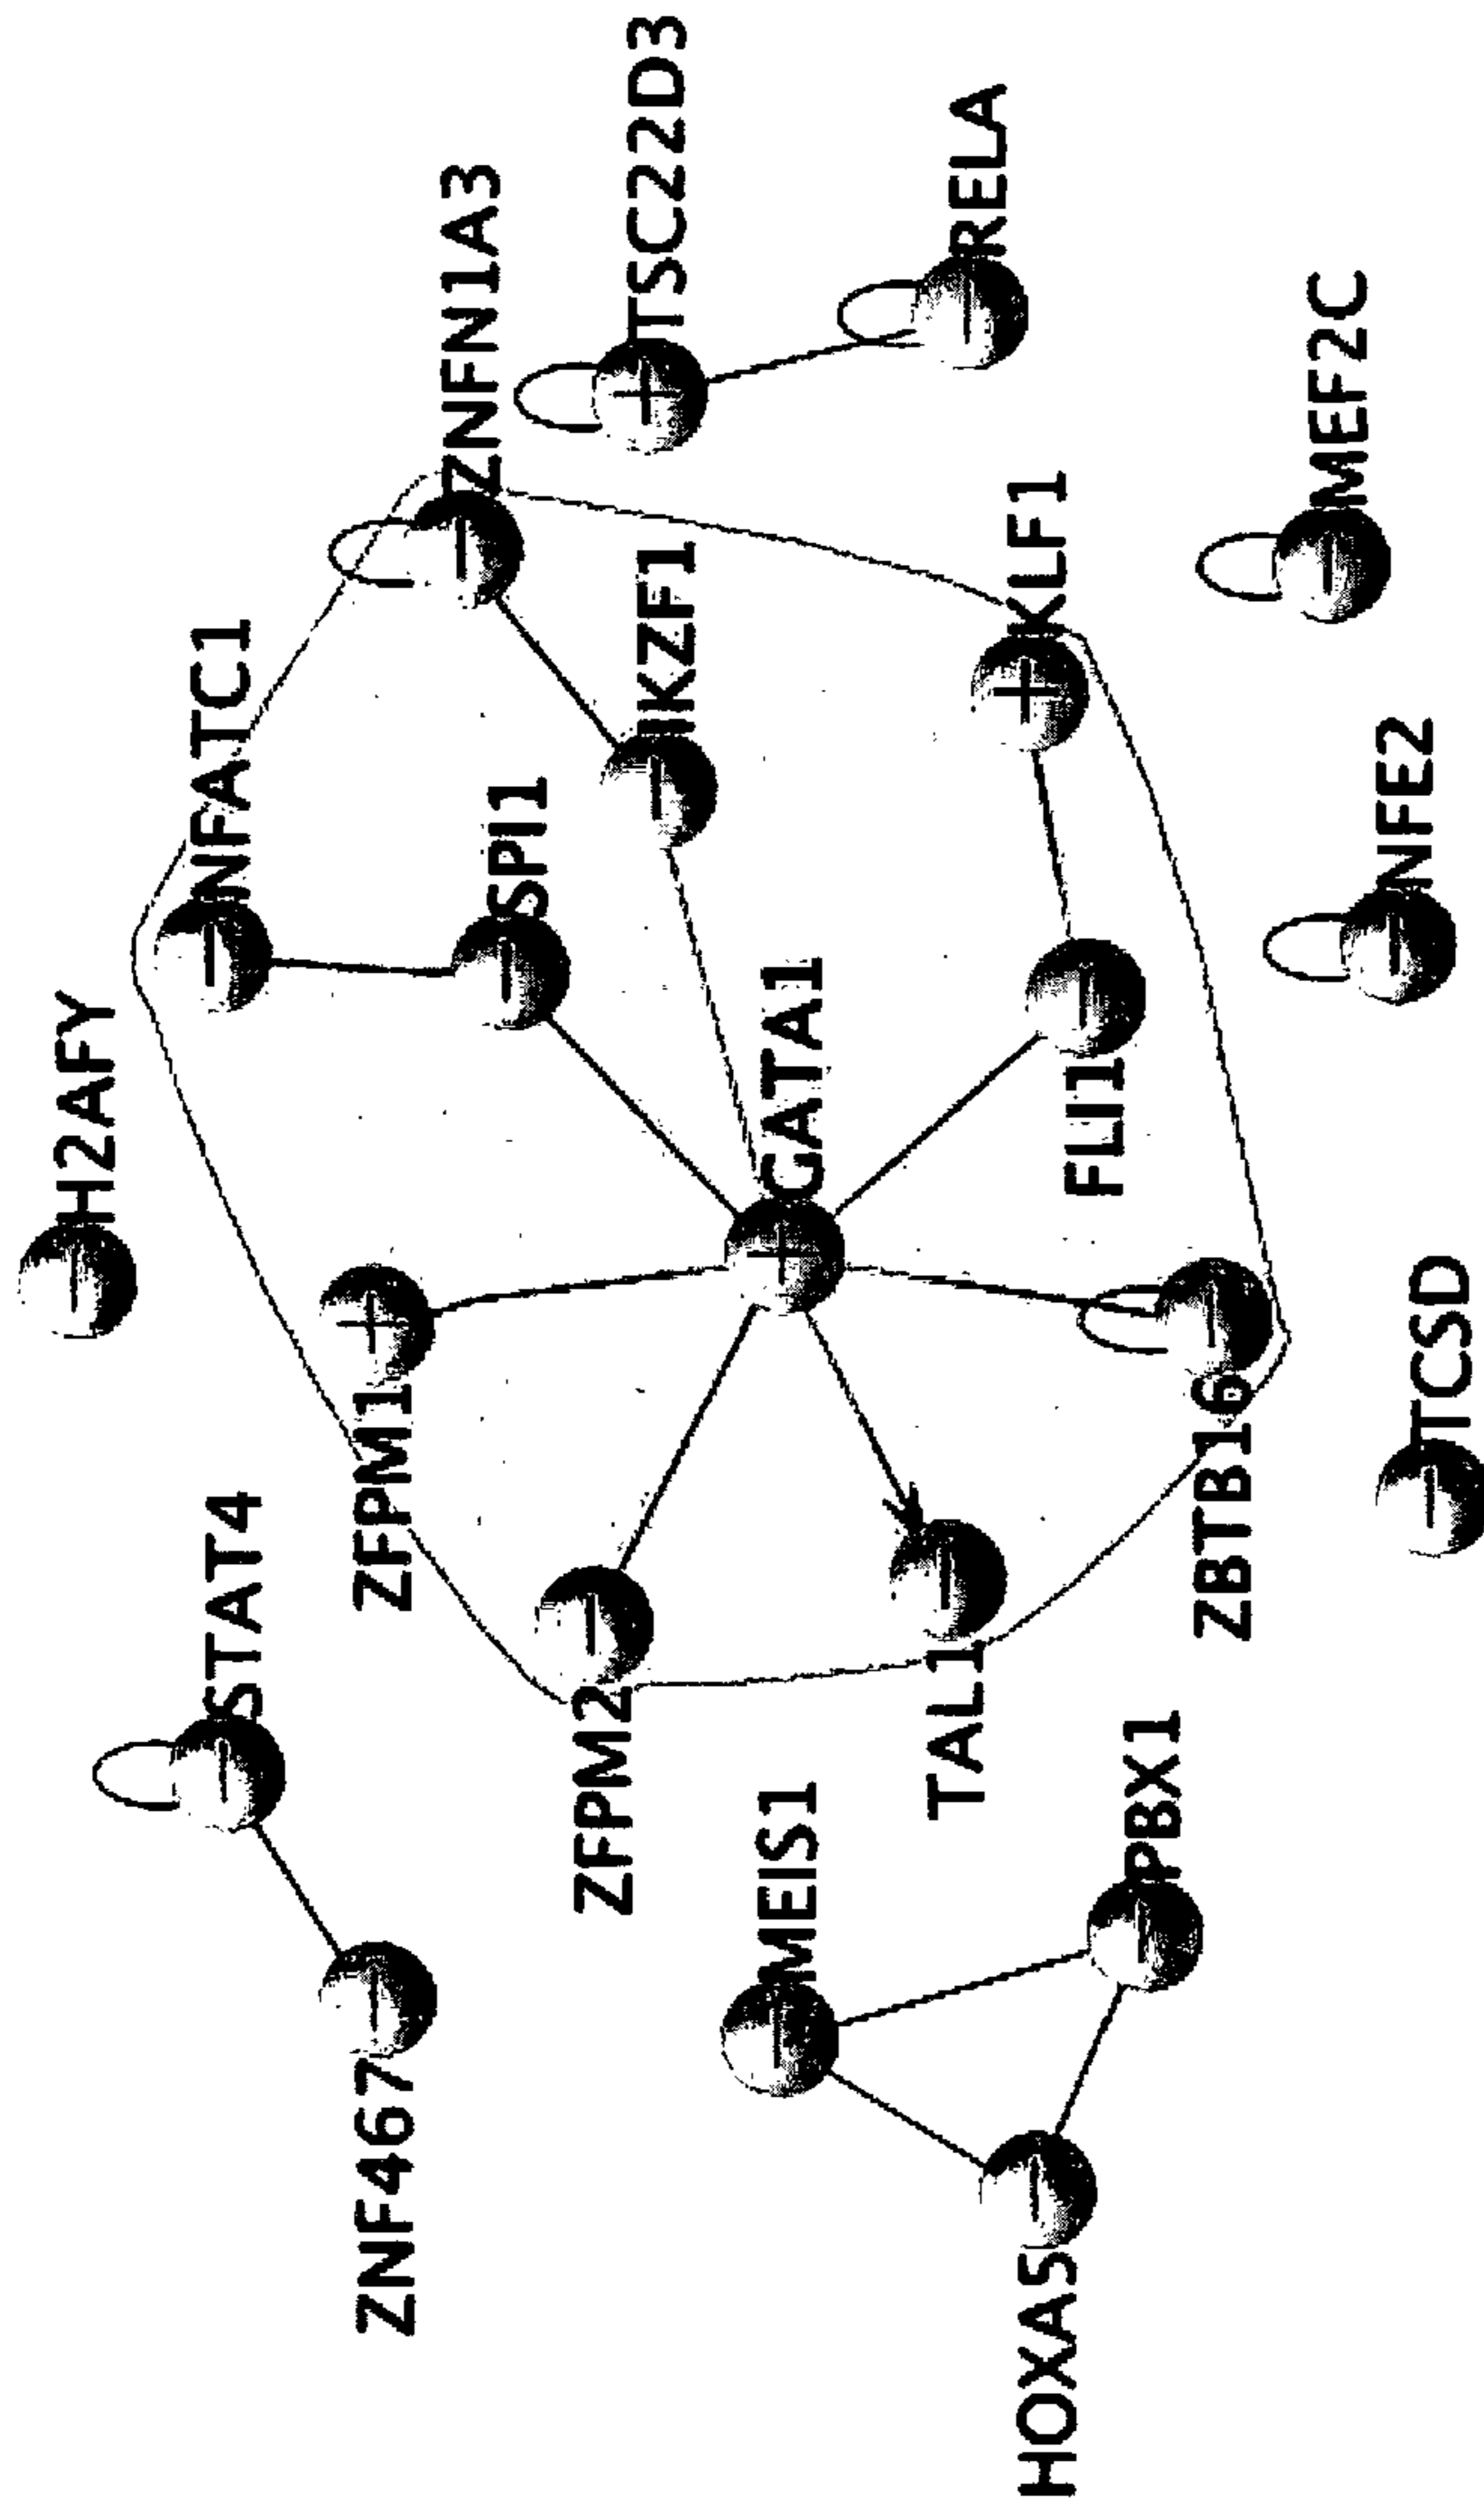 H2AFY
STAT4
NFATC1
ZFPM1
ZNF467
ZNFN1A3
SPI1
ZFPM2
TSC22D3
IKZF1
GATA1
MEIS1
RELA
TAL1
KLF1
HOXA5
FLI1
PBX1
ZBTB16
MEF2C
NFE2
TCSD